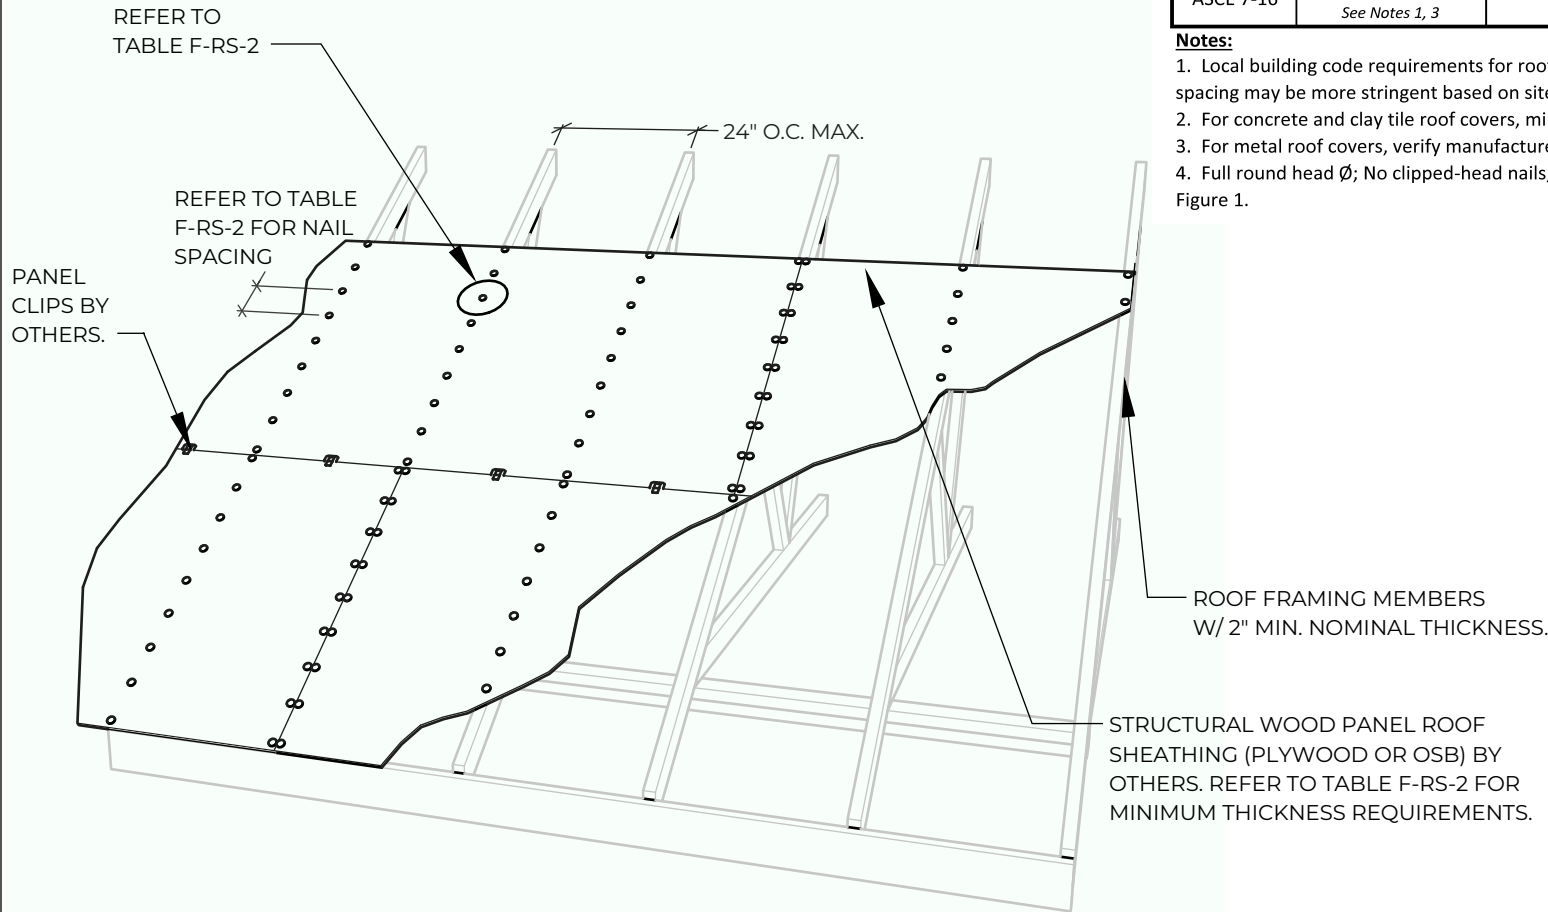 REFER TO
TABLE F-RS-2
24" O.C. MAX.
REFER TO TABLE
F-RS-2 FOR NAIL
SPACING
PANEL
CLIPS BY
OTHERS.
ROOF FRAMING MEMBERS
W/ 2" MIN. NOMINAL THICKNESS.
STRUCTURAL WOOD PANEL ROOF
SHEATHING (PLYWOOD OR OSB) BY
OTHERS. REFER TO TABLE F-RS-2 FOR
MINIMUM THICKNESS REQUIREMENTS.
ASCE 7-16
See Notes 1, 3
Notes:
1. Local building code requirements for roof
spacing may be more stringent based on site
2. For concrete and clay tile roof covers,
3. For metal roof covers, verify
4. Full round head Ø; No clipped-head nails,
Figure 1.